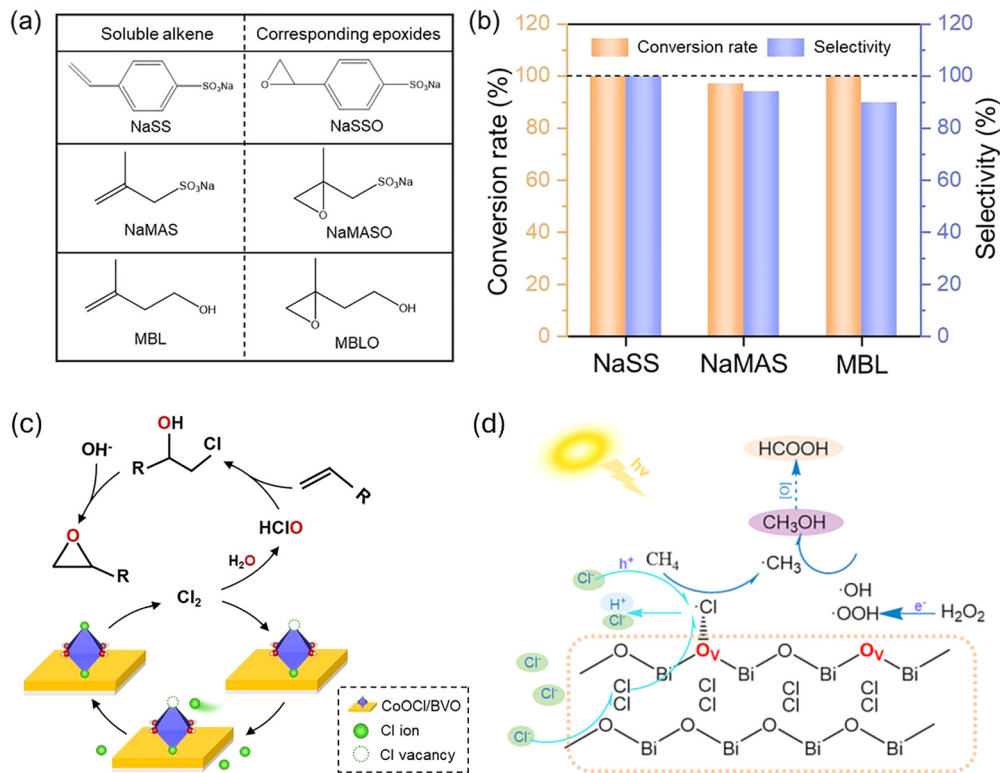 (a)
Soluble alkene
Corresponding epoxides
SO₃Na
NaSS
O
SO₃Na
NaSSO
SO₃Na
NaMAS
SO₃Na
O
NaMASO
OH
MBL
OH
O
MBLO
(b)
Conversion rate
Selectivity
Conversion rate (%)
Selectivity (%)
120
100
80
60
40
20
0
120
100
80
60
40
20
0
NaSS
NaMAS
MBL
(c)
OH
Cl
R
OH⁻
O
R
HClO
R
H₂O
Cl₂
CoOCl/BVO
Cl ion
Cl vacancy
(d)
hν
HCOOH
[O]
CH₃OH
h⁺
CH₄
·CH₃
Cl⁻
H⁺
Cl⁻
·Cl
·OH
·OOH
e⁻
H₂O₂
O
Bi
Oᵥ
Bi
O
Bi
Oᵥ
Bi
Cl⁻
Cl⁻
Cl⁻
Cl
Cl
Cl
Cl
Cl
Cl
Cl
Cl
O
Bi
O
Bi
O
Bi
O
Bi